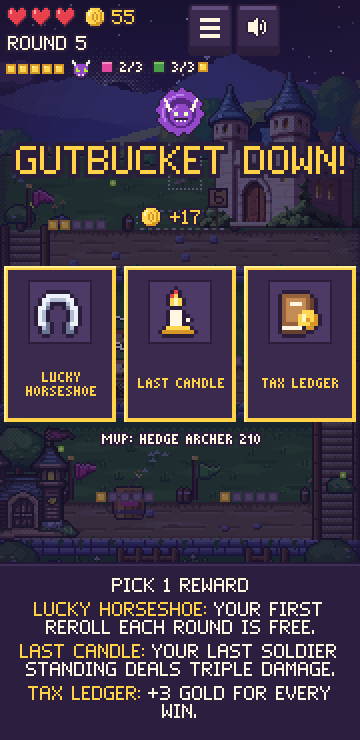 55
ROUND 5
2/3 3/3
GUTBUCKET DOWN!
+17
LUCKY HORSESHOE
LAST CANDLE
TAX LEDGER
MVP: HEDGE ARCHER 210
PICK 1 REWARD
LUCKY HORSESHOE: YOUR FIRST
REROLL EACH ROUND IS FREE.
LAST CANDLE: YOUR LAST SOLDIER
STANDING DEALS TRIPLE DAMAGE.
TAX LEDGER: +3 GOLD FOR EVERY
WIN.